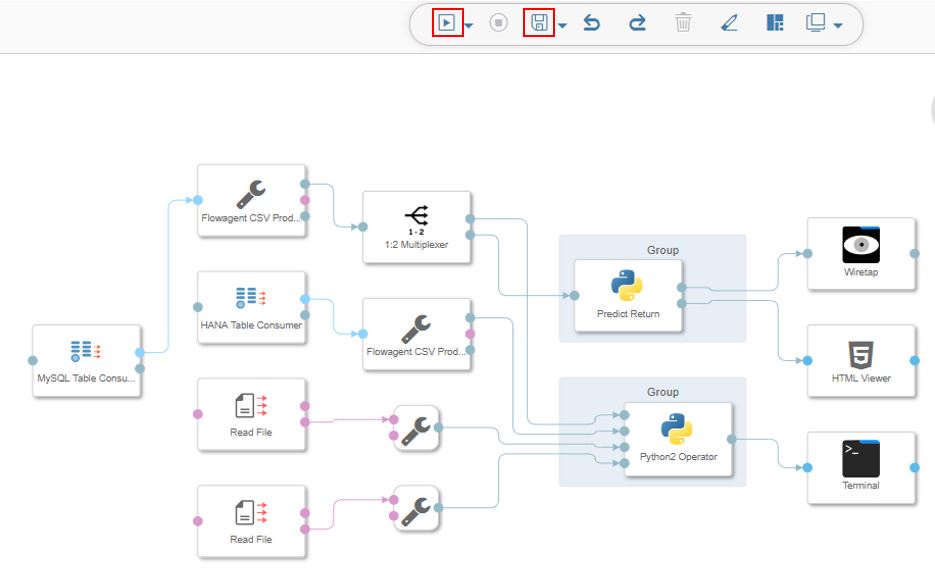 Flowagent CSV Prod...
1-2
1:2 Multiplexer
Group
Predict Return
Wiretap
HANA Table Consumer
Flowagent CSV Prod...
MySQL Table Consu...
5
HTML Viewer
Read File
Group
Python2 Operator
>_
Terminal
Read File